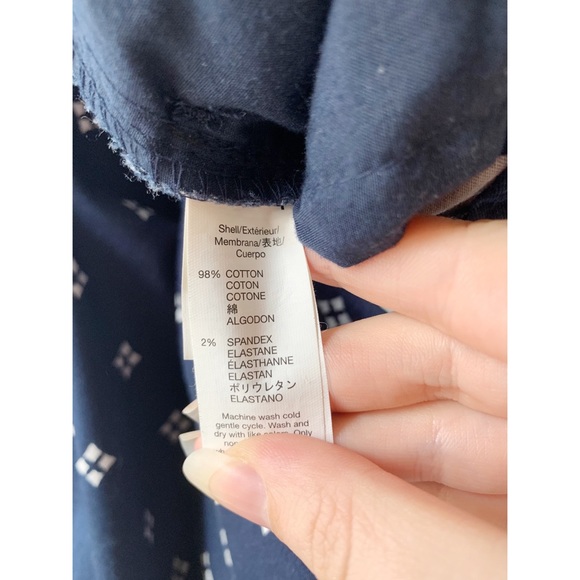 Shell/Extérieur/
Membrana/表地/
Cuerpo
98% COTTON
COTON
COTONE
綿
ALGODON
2% SPANDEX
ELASTANE
ÉLASTHANNE
ELASTAN
ポリウレタン
ELASTANO
Machine wash cold
gentle cycle. Wash and
dry with like colors. Only